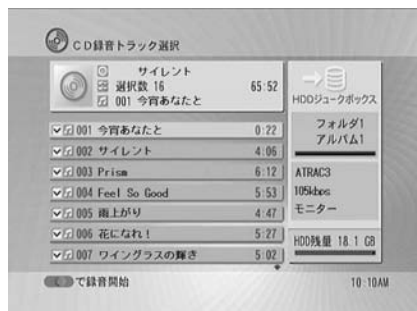 CD録音トラック選択
サイレント
選択数 16 65:52
001 今宵あなたと
HDDジュークボックス
フォルダ1
アルバム1
ATRAC3
105kbps
モニター
HDD残量 18.1 GB
001 今宵あなたと 0:22
002 サイレント 4:06
003 Prism 6:12
004 Feel So Good 5:53
005 雨上がり 4:47
006 花になれ! 5:27
007 ワイングラスの輝き 5:02
で録音開始 10:10AM